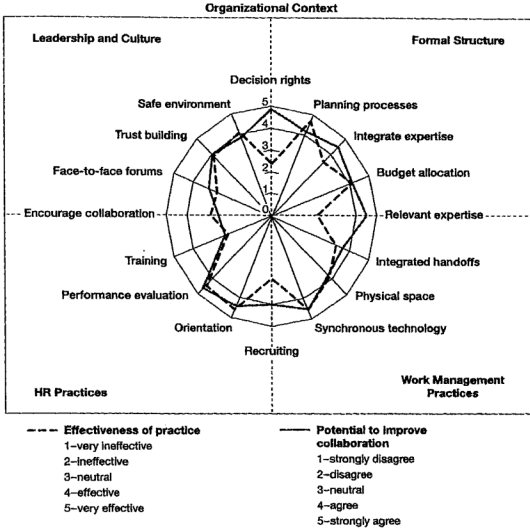 Organizational Context
Leadership and Culture
Formal Structure
Decision rights
Safe environment
Planning processes
Trust building
Integrate expertise
Face-to-face forums
Budget allocation
Encourage collaboration
Relevant expertise
Training
Integrated handoffs
Performance evaluation
Physical space
Orientation
Synchronous technology
Recruiting
5
4
3
2
1
0
HR Practices
Work Management
Practices
Effectiveness of practice
1–very ineffective
2–ineffective
3–neutral
4–effective
5–very effective
Potential to improve
collaboration
1–strongly disagree
2–disagree
3–neutral
4–agree
5–strongly agree